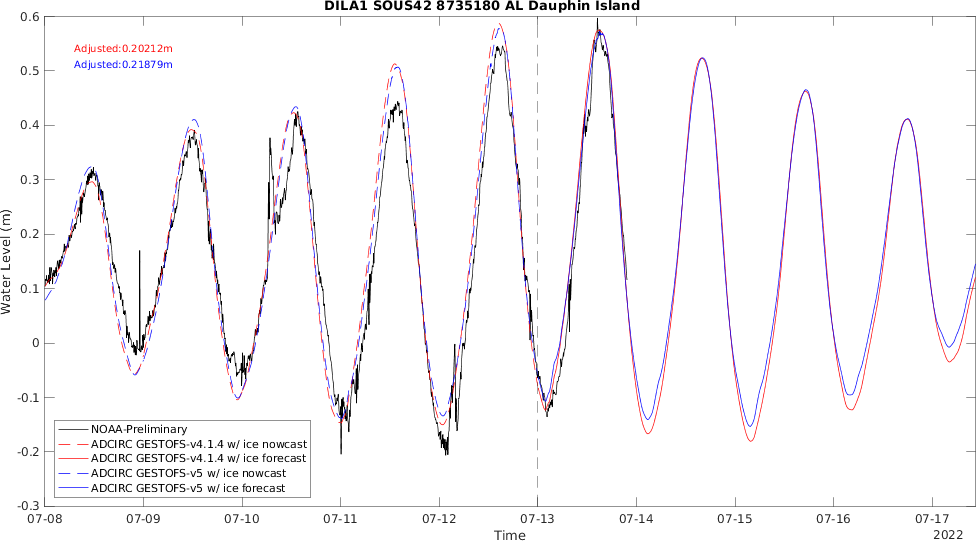 DILA1 SOUS42 8735180 AL Dauphin Island
0.6
Adjusted:0.20212m
Adjusted:0.21879m
0.5
0.4
0.3
0.2
0.1
0
-0.1
-0.2
-0.3
Water Level (m)
NOAA-Preliminary
ADCIRC GESTOFS-v4.1.4 w/ ice nowcast
ADCIRC GESTOFS-v4.1.4 w/ ice forecast
ADCIRC GESTOFS-v5 w/ ice nowcast
ADCIRC GESTOFS-v5 w/ ice forecast
07-08 07-09 07-10 07-11 07-12 07-13 07-14 07-15 07-16 07-17
Time
2022